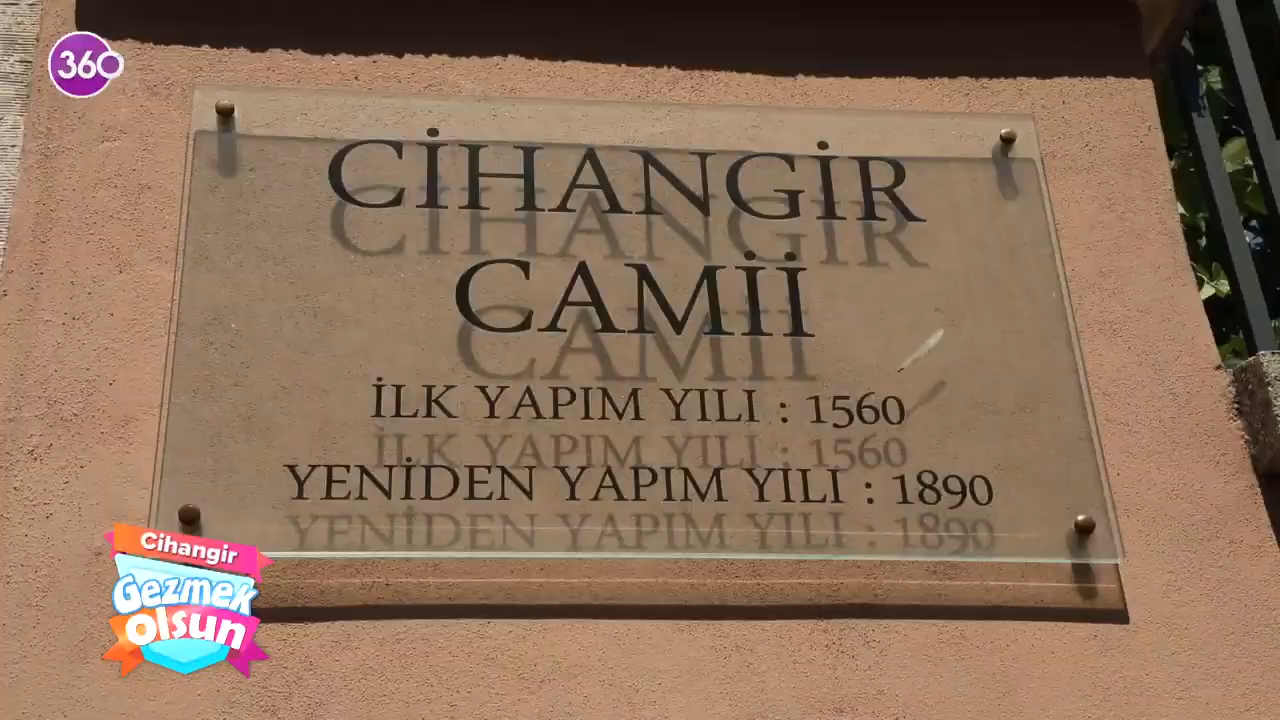 360
CİHANGİR
CAMİİ
İLK YAPIM YILI : 1560
YENİDEN YAPIM YILI : 1890
Cihangir
Gezmek
olsun